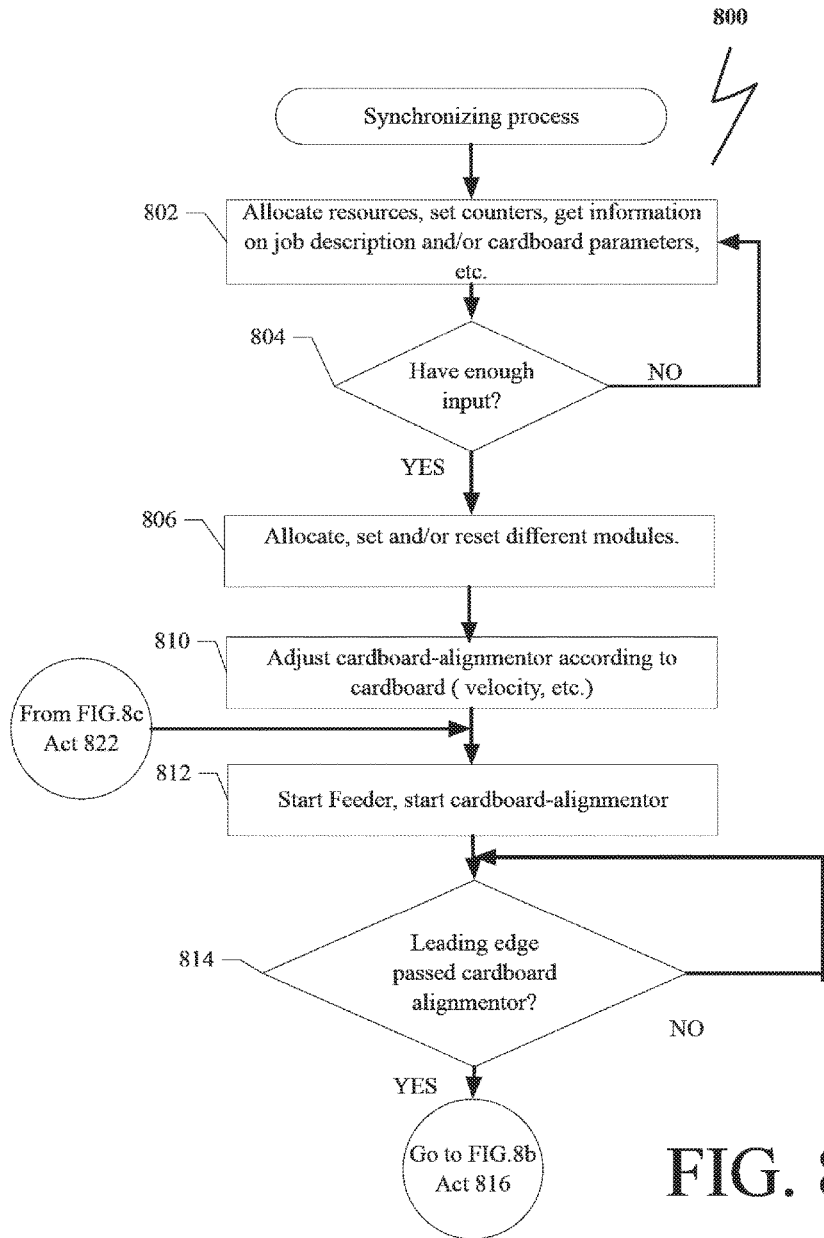 800
Synchronizing process
802
Allocate resources, set counters, get information
on job description and/or cardboard parameters,
etc.
804
Have enough
input?
NO
YES
806
Allocate, set and/or reset different modules.
810
Adjust cardboard-alignmentor according to
cardboard ( velocity, etc.)
From FIG.8c
Act 822
812
Start Feeder, start cardboard-alignmentor
814
Leading edge
passed cardboard
alignmentor?
NO
YES
Go to FIG.8b
Act 816
FIG. 8